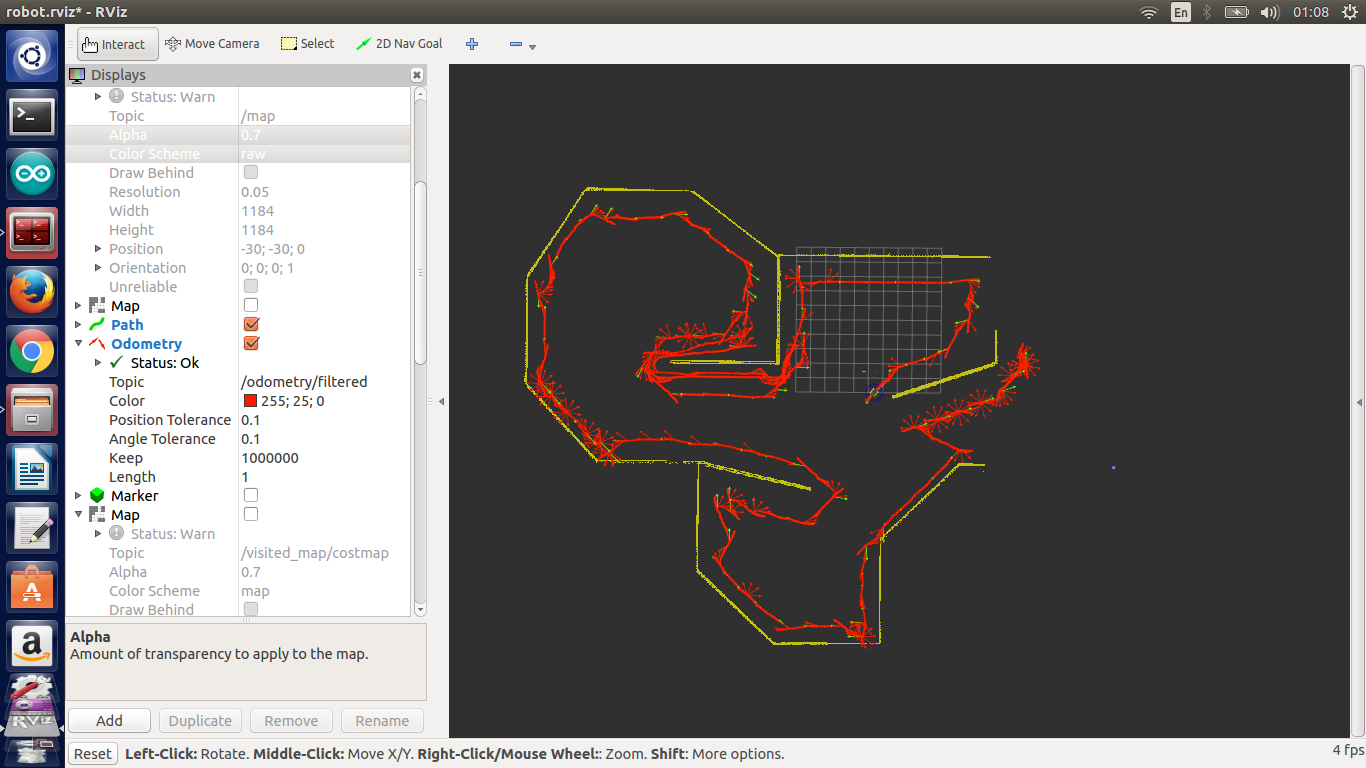 robot.rviz* - RViz
En
01:08
Interact
Move Camera
Select
2D Nav Goal
Displays
Status: Warn
Topic /map
Alpha 0.7
Color Scheme raw
Draw Behind
Resolution 0.05
Width 1184
Height 1184
Position -30; -30; 0
Orientation 0; 0; 0; 1
Unreliable
Map
Path
Odometry
Status: Ok
Topic /odometry/filtered
Color 255; 25; 0
Position Tolerance 0.1
Angle Tolerance 0.1
Keep 1000000
Length 1
Marker
Map
Status: Warn
Topic /visited_map/costmap
Alpha 0.7
Color Scheme map
Draw Behind
Alpha
Amount of transparency to apply to the map.
Add Duplicate Remove Rename
RViz
Reset Left-Click: Rotate. Middle-Click: Move X/Y. Right-Click/Mouse Wheel:: Zoom. Shift: More options. 4 fps